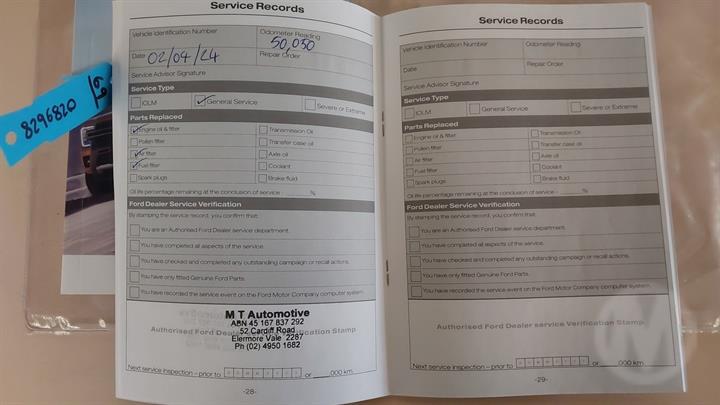 8296820
69
Service Records
Vehicle Identification Number
Odometer Reading
50,050
Date 02/04/24
Repair Order
Service Advisor Signature
Service Type
IOLM
General Service
Severe or Extreme
Parts Replaced
Engine oil & filter
Transmission Oil
Pollen filter
Transfer case oil
Air filter
Axle oil
Fuel filter
Coolant
Spark plugs
Brake fluid
Oil life percentage remaining at the conclusion of service - %
Ford Dealer Service Verification
By stamping the service record, you confirm that:
You are an Authorised Ford Dealer service department.
You have completed all aspects of the service.
You have checked and completed any outstanding campaign or recall actions.
You have only fitted Genuine Ford Parts.
You have recorded the service event on the Ford Motor Company computer system.
M T Automotive
ABN 45 167 837 292
52 Cardiff Road
Authorised Ford Dealer service Verification Stamp
Elermore Vale 2287
Ph (02) 4950 1682
Next service inspection – prior to D D M M Y Y Y Y or ,000 km.
-28-
Service Records
Vehicle Identification Number
Odometer Reading
Date
Repair Order
Service Advisor Signature
Service Type
IOLM
General Service
Severe or Extreme
Parts Replaced
Engine oil & filter
Transmission Oil
Pollen filter
Transfer case oil
Air filter
Axle oil
Fuel filter
Coolant
Spark plugs
Brake fluid
Oil life percentage remaining at the conclusion of service - %
Ford Dealer Service Verification
By stamping the service record, you confirm that:
You are an Authorised Ford Dealer service department.
You have completed all aspects of the service.
You have checked and completed any outstanding campaign or recall actions.
You have only fitted Genuine Ford Parts.
You have recorded the service event on the Ford Motor Company computer system.
Authorised Ford Dealer service Verification Stamp
Next service inspection – prior to D D M M Y Y Y Y or ,000 km.
-29-